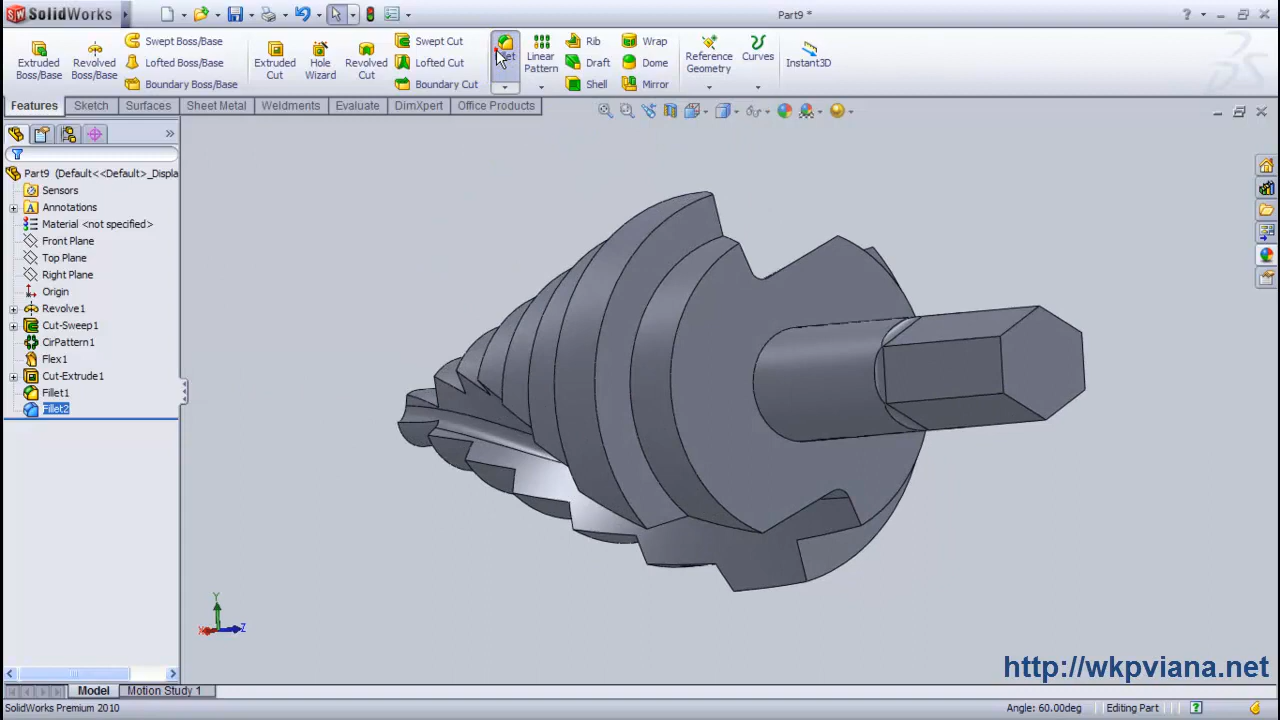 SolidWorks
Part9 *
Extruded Boss/Base
Revolved Boss/Base
Swept Boss/Base
Lofted Boss/Base
Boundary Boss/Base
Extruded Cut
Hole Wizard
Revolved Cut
Swept Cut
Lofted Cut
Boundary Cut
Linear Pattern
Rib
Draft
Shell
Wrap
Dome
Mirror
Reference Geometry
Curves
Instant3D
Features
Sketch
Surfaces
Sheet Metal
Weldments
Evaluate
DimXpert
Office Products
Part9 (Default<<Default>_Displa
Sensors
Annotations
Material <not specified>
Front Plane
Top Plane
Right Plane
Origin
Revolve1
Cut-Sweep1
CirPattern1
Flex1
Cut-Extrude1
Fillet1
Fillet2
Y
X
Z
http://wkpviana.net
Model
Motion Study 1
SolidWorks Premium 2010
Angle: 60.00deg
Editing Part